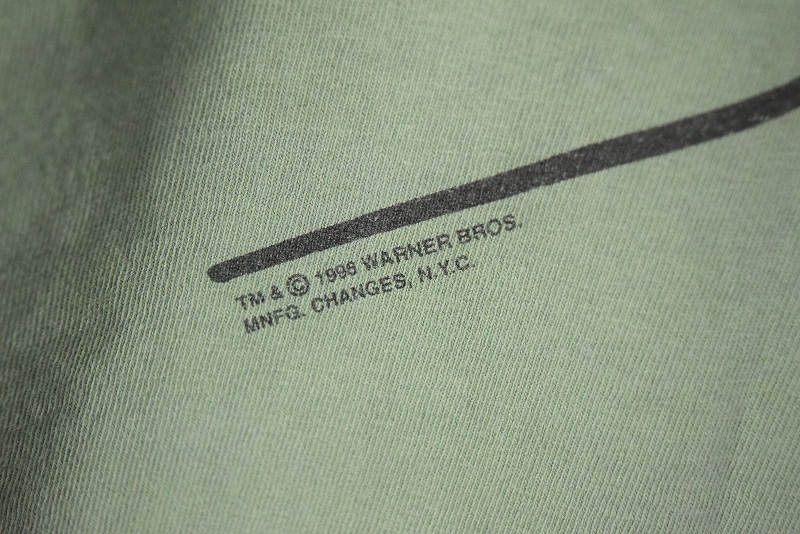 TM & © 1996 WARNER BROS.
MNFG. CHANGES, N.Y.C.